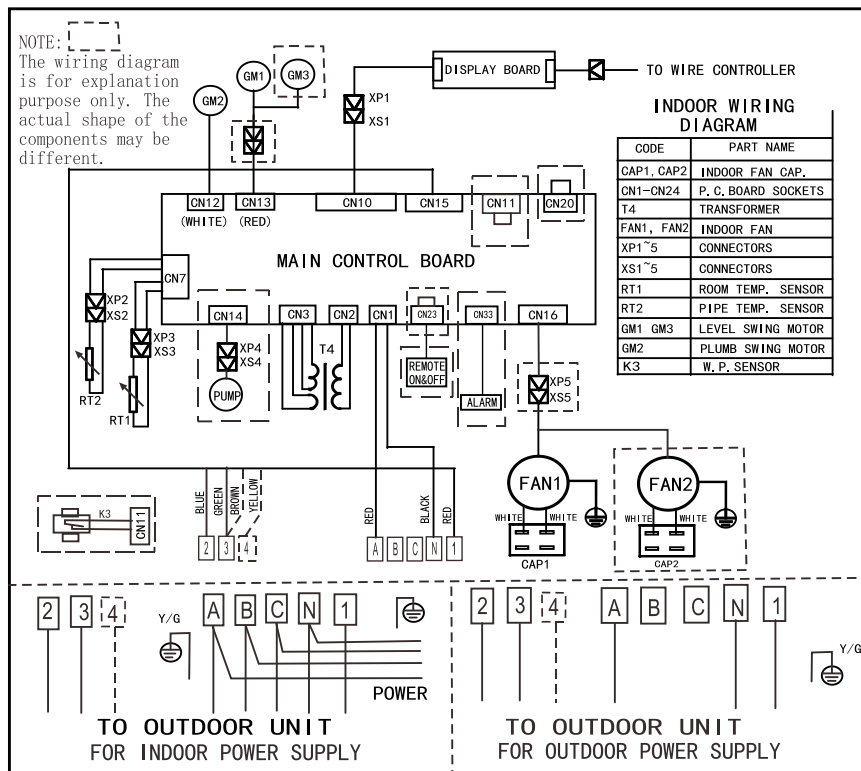 NOTE:
The wiring diagram
is for explanation
purpose only. The
actual shape of the
components may be
different.
GM2
GM1
GM3
XP1
XS1
DISPLAY BOARD
TO WIRE CONTROLLER
INDOOR WIRING
DIAGRAM
CODE PART NAME
CAP1, CAP2 INDOOR FAN CAP.
CN1-CN24 P.C.BOARD SOCKETS
T4 TRANSFORMER
FAN1, FAN2 INDOOR FAN
XP1~5 CONNECTORS
XS1~5 CONNECTORS
RT1 ROOM TEMP. SENSOR
RT2 PIPE TEMP. SENSOR
GM1 GM3 LEVEL SWING MOTOR
GM2 PLUMB SWING MOTOR
K3 W.P.SENSOR
CN12 CN13 CN10 CN15 CN11 CN20
(WHITE) (RED)
MAIN CONTROL BOARD
CN7
CN14 CN3 CN2 CN1 CN23 CN33 CN16
XP2
XS2
XP3
XS3
RT2
RT1
XP4
XS4
PUMP
T4
REMOTE
ON&OFF
ALARM
XP5
XS5
FAN1 FAN2
WHITE WHITE WHITE WHITE
CAP1 CAP2
BLUE
GREEN
BROWN
YELLOW
RED
BLACK
RED
2 3 4 A B C N 1
K3
CN11
2 3 4 A B C N 1
Y/G
POWER
TO OUTDOOR UNIT
FOR INDOOR POWER SUPPLY
2 3 4 A B C N 1
Y/G
TO OUTDOOR UNIT
FOR OUTDOOR POWER SUPPLY